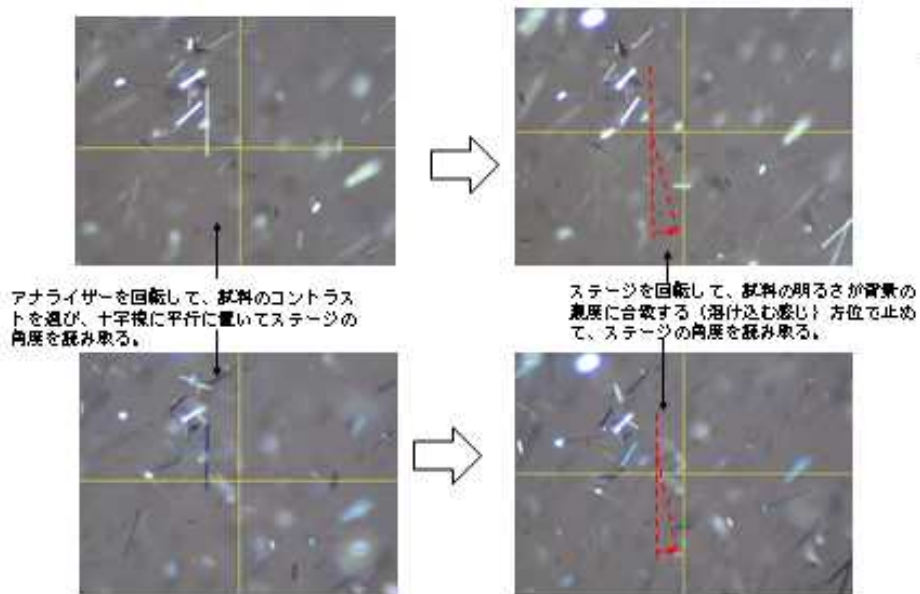 アナライザーを回転して、試料のコントラス
トを選び、十字線に平行に置いてステージの
角度を読み取る。
ステージを回転して、試料の明るさが背景の
濃度に合致する（溶け込む感じ）方位で止め
て、ステージの角度を読み取る。